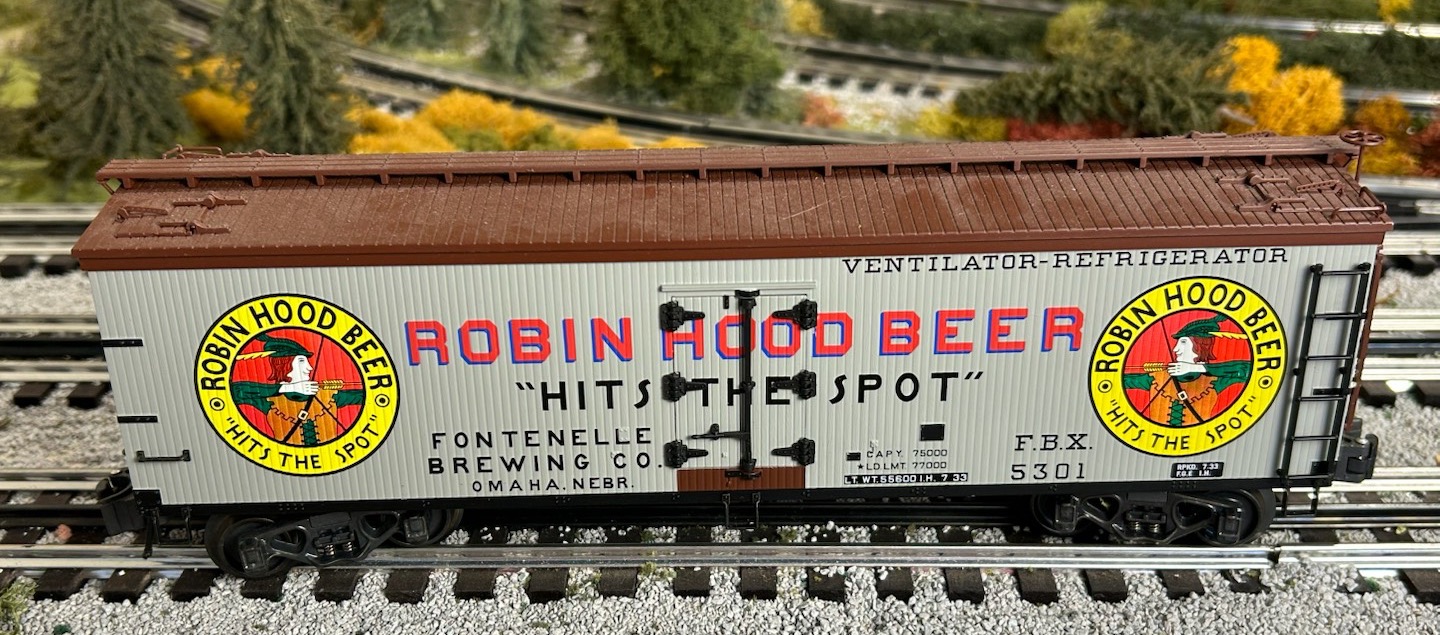 VENTILATOR-REFRIGERATOR
ROBIN HOOD BEER
"HITS THE SPOT"
ROBIN HOOD BEER
"HITS THE SPOT"
FONTENELLE
BREWING CO.
OMAHA, NEBR.
CAPY. 75000
★LD.LMT. 77000
LT. WT. 55600 I.H. 7 33
F.B.X.
5301
RPKD. 7.33
F.G.E I.H.
ROBIN HOOD BEER
"HITS THE SPOT"